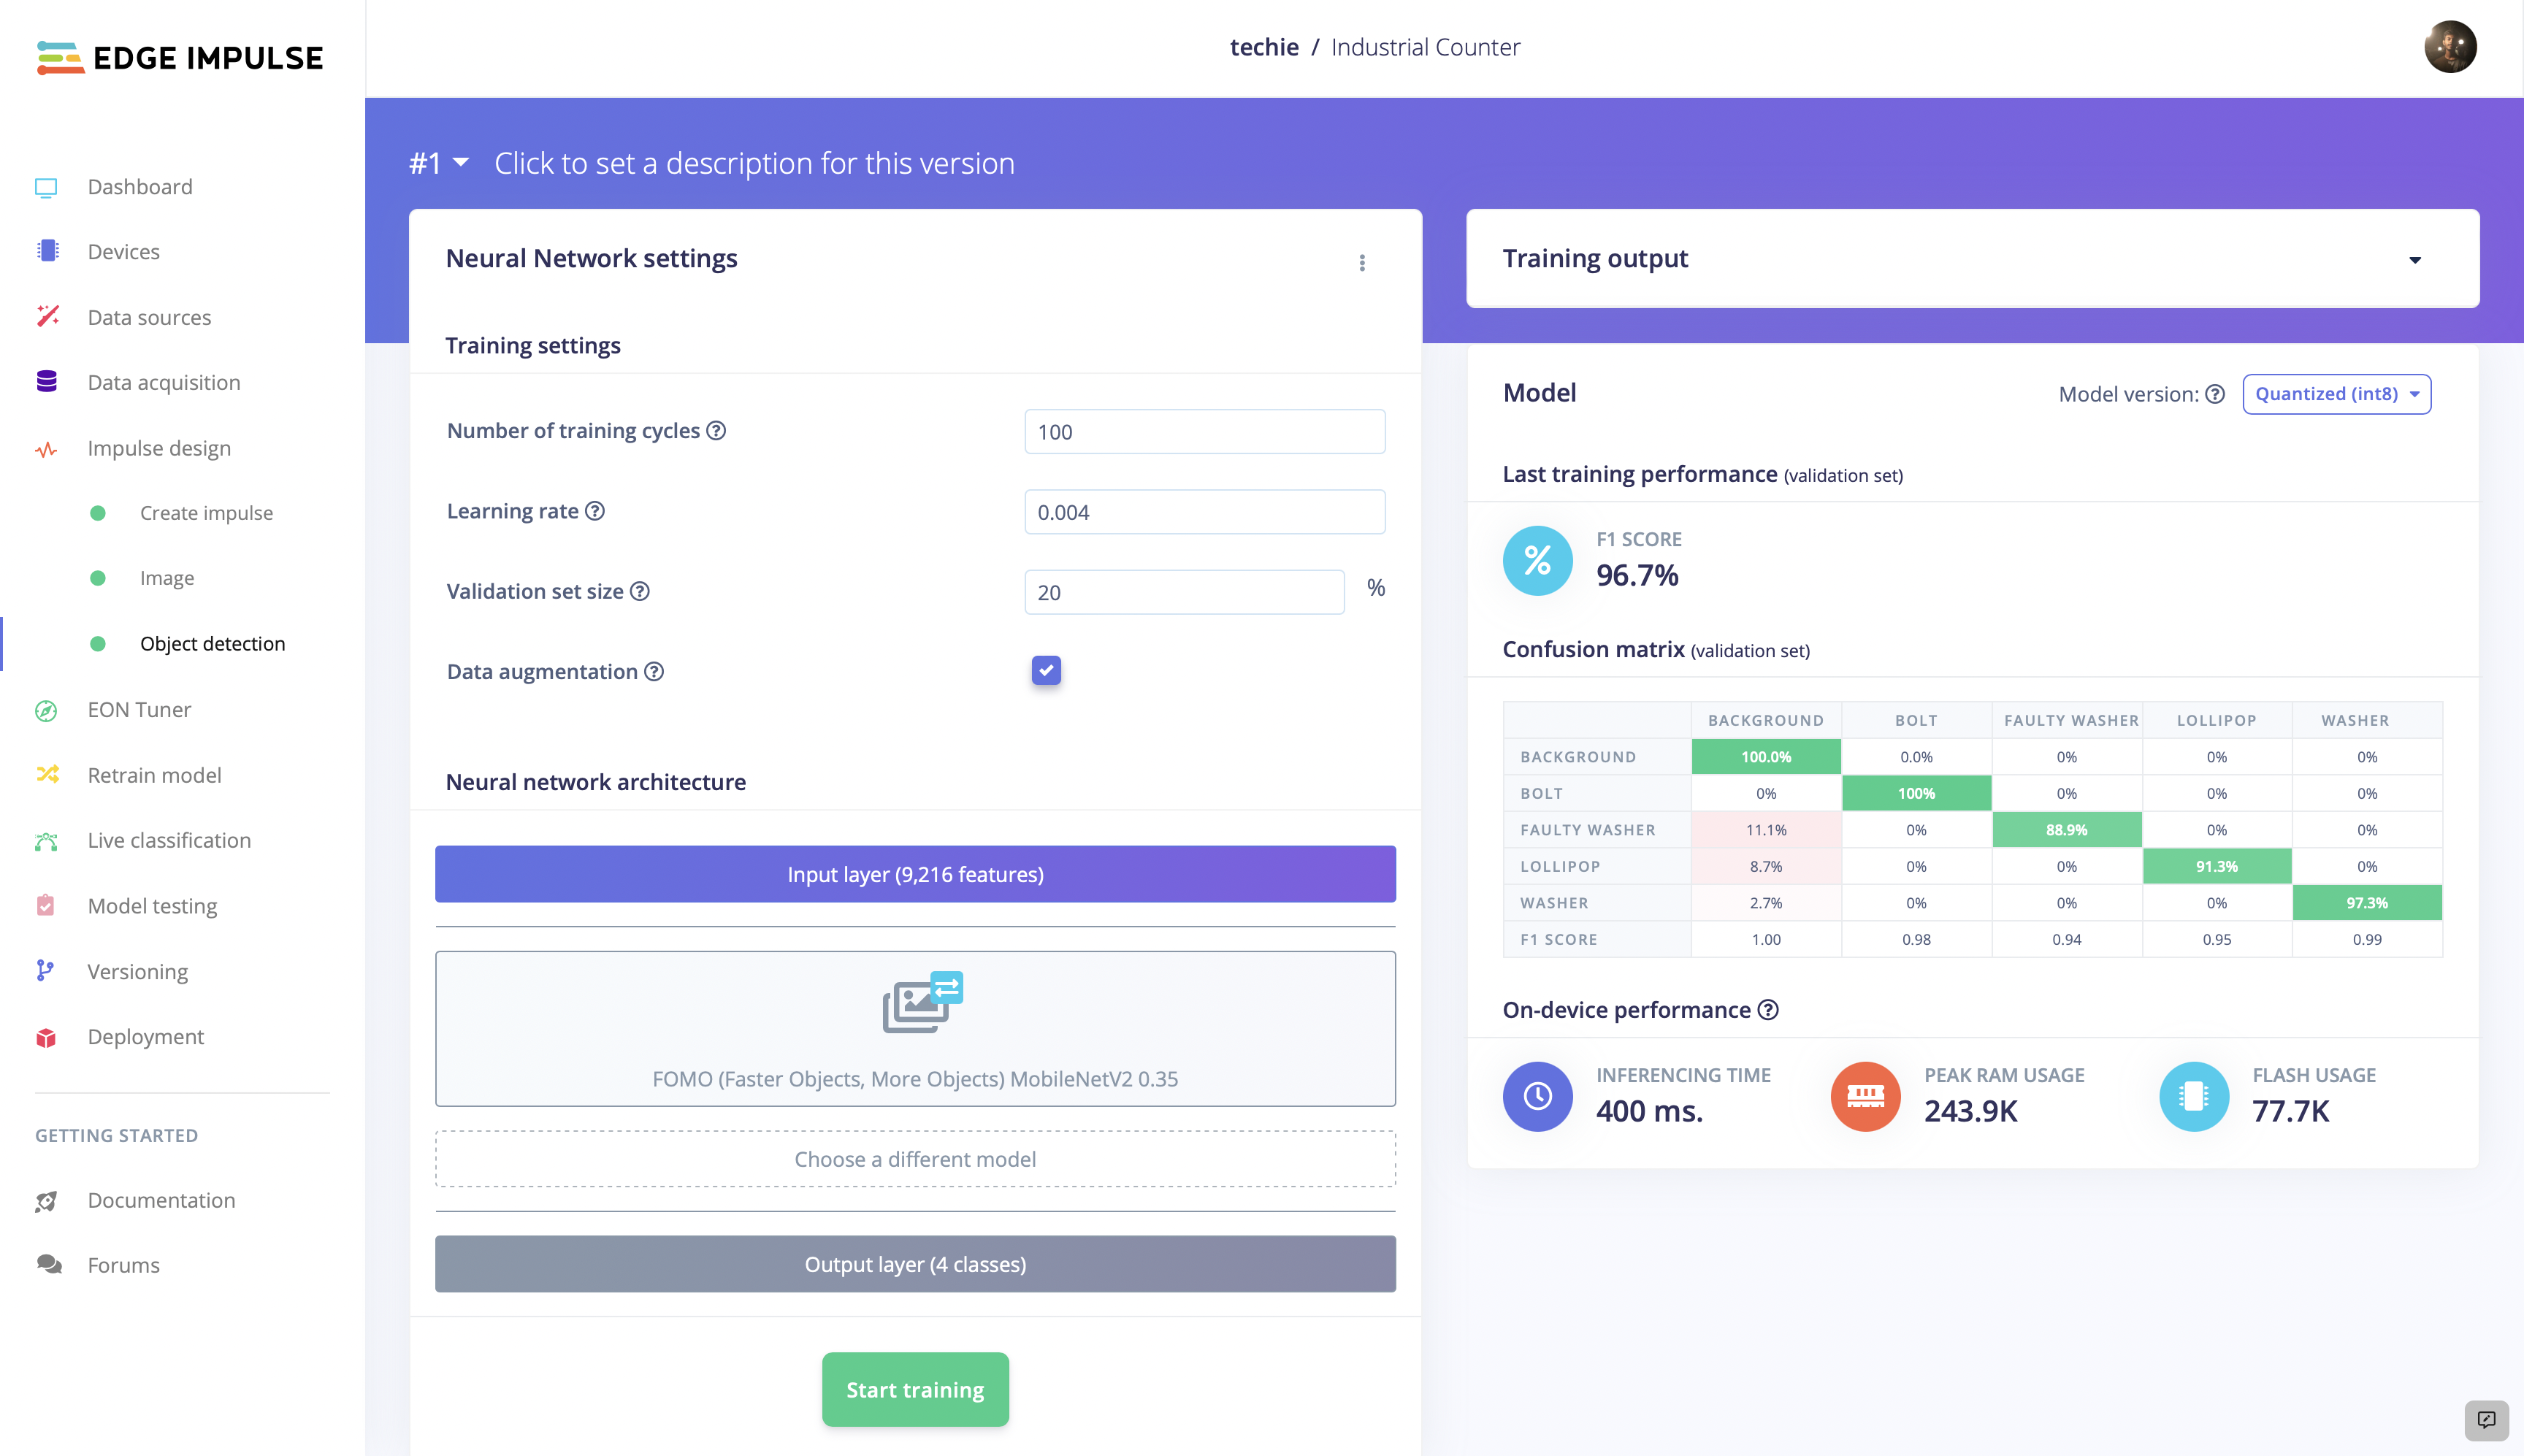 EDGE IMPULSE
techie / Industrial Counter
Dashboard
Devices
Data sources
Data acquisition
Impulse design
Create impulse
Image
Object detection
EON Tuner
Retrain model
Live classification
Model testing
Versioning
Deployment
GETTING STARTED
Documentation
Forums
#1 Click to set a description for this version
Neural Network settings
Training settings
Number of training cycles ? 100
Learning rate ? 0.004
Validation set size ? 20 %
Data augmentation ?
Neural network architecture
Input layer (9,216 features)
FOMO (Faster Objects, More Objects) MobileNetV2 0.35
Choose a different model
Output layer (4 classes)
Start training
Training output
Model
Model version: ? Quantized (int8)
Last training performance (validation set)
%
F1 SCORE
96.7%
Confusion matrix (validation set)
BACKGROUND BOLT FAULTY WASHER LOLLIPOP WASHER
BACKGROUND 100.0% 0.0% 0% 0% 0%
BOLT 0% 100% 0% 0% 0%
FAULTY WASHER 11.1% 0% 88.9% 0% 0%
LOLLIPOP 8.7% 0% 0% 91.3% 0%
WASHER 2.7% 0% 0% 0% 97.3%
F1 SCORE 1.00 0.98 0.94 0.95 0.99
On-device performance ?
INFERENCING TIME
400 ms.
PEAK RAM USAGE
243.9K
FLASH USAGE
77.7K